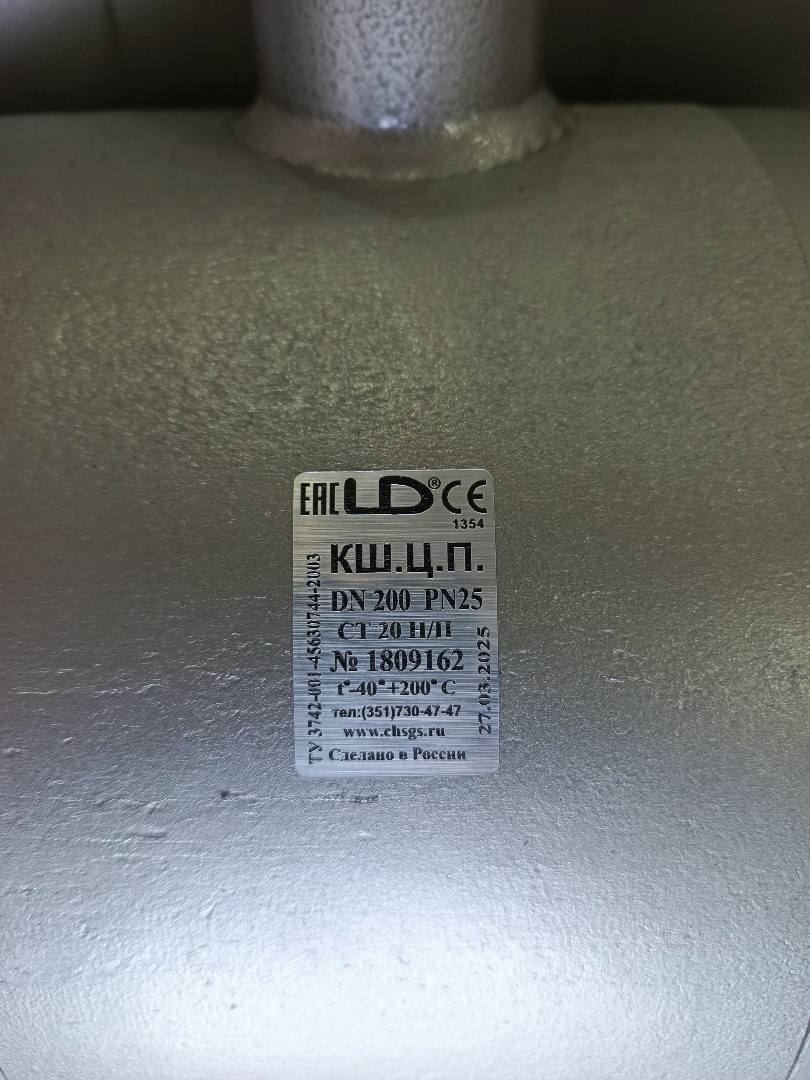 EAC LD® CE
1354
КШ.Ц.П.
DN 200 PN25
СТ 20 Н/П
№ 1809162
t°-40°+200° C
тел:(351)730-47-47
www.chsgs.ru
Сделано в России
ТУ 3742-001-45630744-2003
27.03.2025